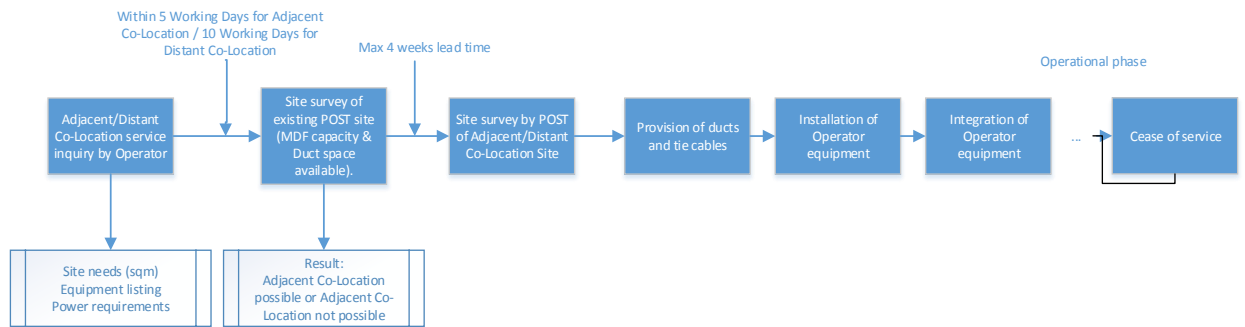 Within 5 Working Days for Adjacent
Co-Location / 10 Working Days for
Distant Co-Location
Max 4 weeks lead time
Operational phase
Adjacent/Distant
Co-Location service
inquiry by Operator
Site survey of
existing POST site
(MDF capacity &
Duct space
available).
Site survey by POST
of Adjacent/Distant
Co-Location Site
Provision of ducts
and tie cables
Installation of
Operator
equipment
Integration of
Operator
equipment
...
Cease of service
Site needs (sqm)
Equipment listing
Power requirements
Result:
Adjacent Co-Location
possible or Adjacent Co-
Location not possible